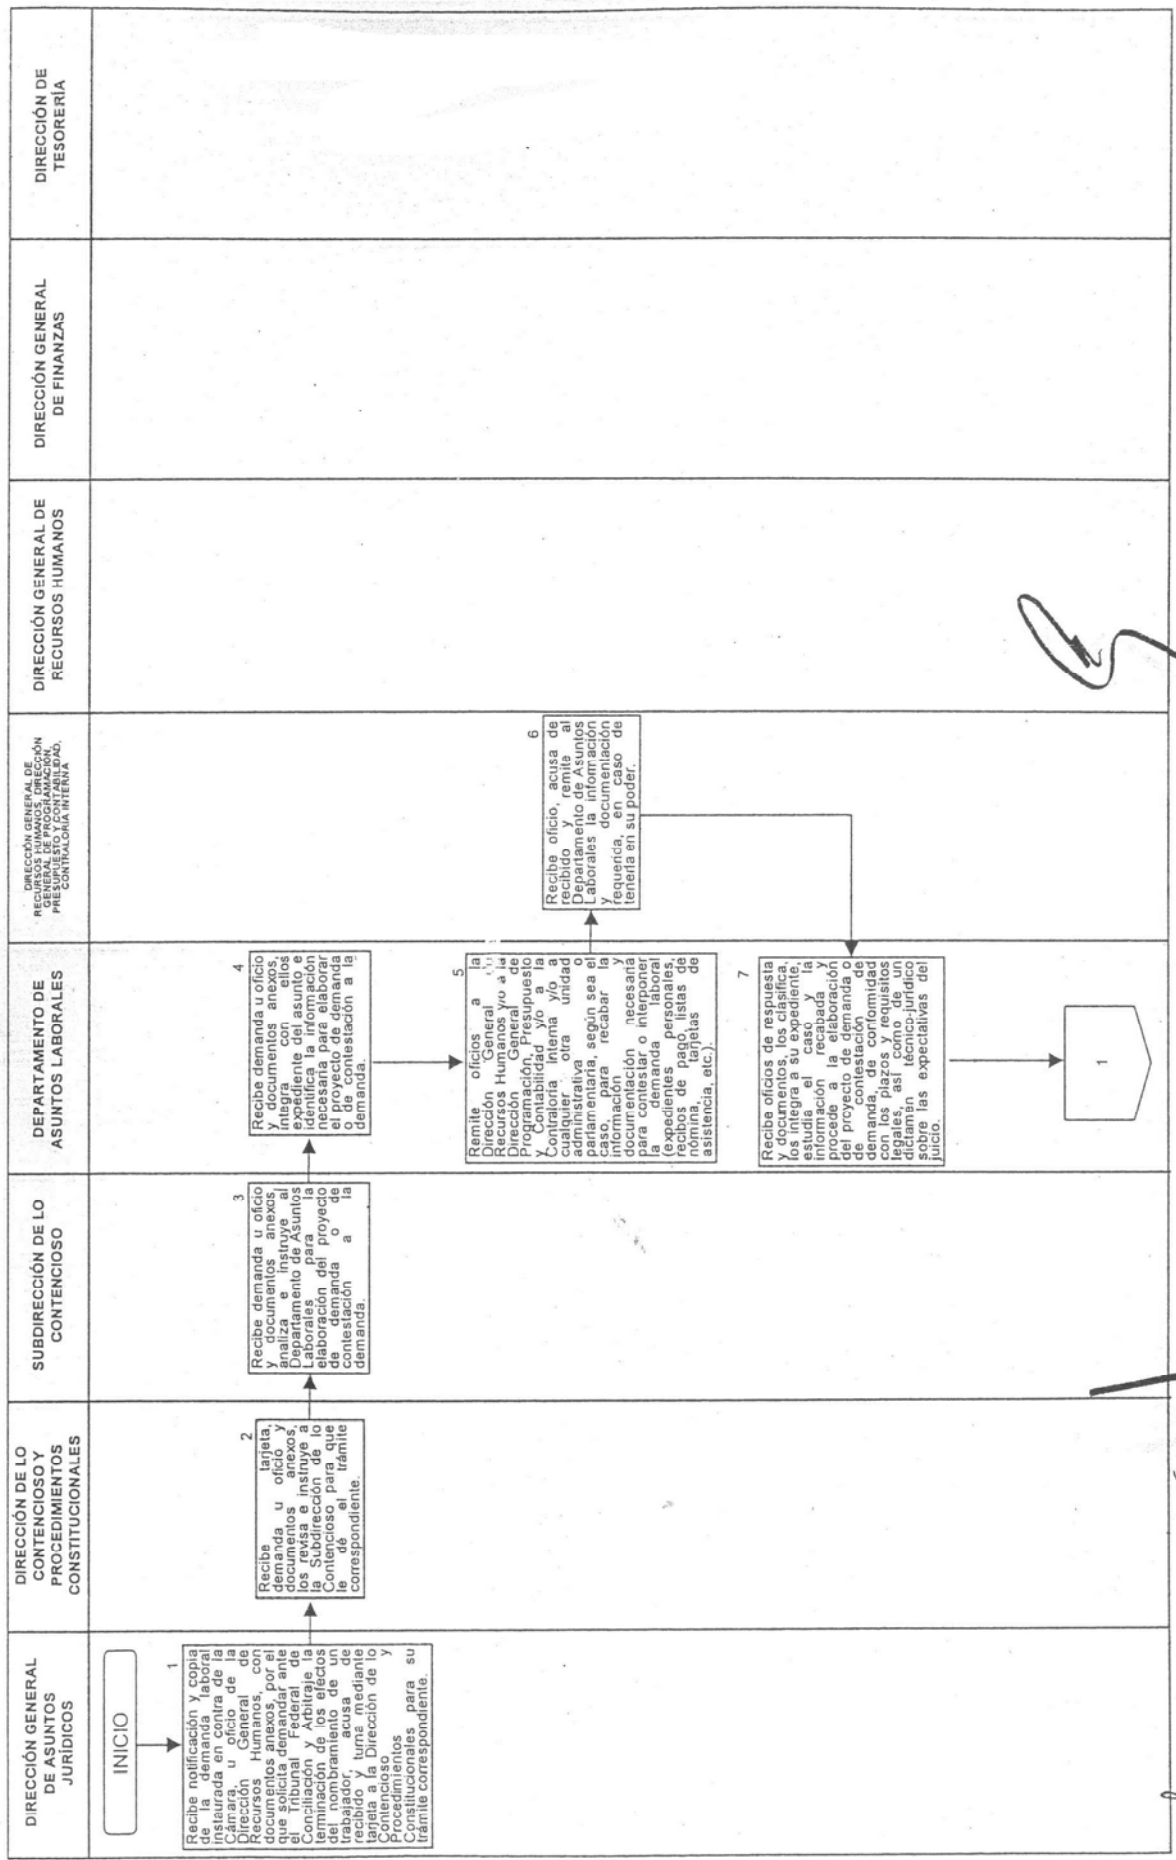 DIRECCIÓN GENERAL
DE ASUNTOS
JURÍDICOS
DIRECCIÓN DE LO
CONTENCIOSO Y
PROCEDIMIENTOS
CONSTITUCIONALES
SUBDIRECCIÓN DE LO
CONTENCIOSO
DEPARTAMENTO DE
ASUNTOS LABORALES
DIRECCIÓN GENERAL DE
RECURSOS HUMANOS, DIRECCIÓN
GENERAL DE PROGRAMACIÓN,
PRESUPUESTO Y CONTABILIDAD,
CONTRALORÍA INTERNA
DIRECCIÓN GENERAL DE
RECURSOS HUMANOS
DIRECCIÓN GENERAL
DE FINANZAS
DIRECCIÓN DE
TESORERÍA
INICIO
1
Recibe notificación y copia
de la demanda laboral
instaurada en contra de la
Cámara, u oficio de la
Dirección General de
Recursos Humanos, con
documentos anexos, por el
que solicita demandar ante
el Tribunal Federal de
Conciliación y Arbitraje la
terminación de los efectos
del nombramiento de un
trabajador, acusa de
recibido y turna mediante
tarjeta a la Dirección de lo
Contencioso y
Procedimientos
Constitucionales para su
trámite correspondiente.
2
Recibe tarjeta,
demanda u oficio y
documentos anexos,
los revisa e instruye a
la Subdirección de lo
Contencioso para que
le dé el trámite
correspondiente.
3
Recibe demanda u oficio
y documentos anexos,
analiza e instruye al
Departamento de Asuntos
Laborales para la
elaboración del proyecto
de demanda o de
contestación a la
demanda.
4
Recibe demanda u oficio
y documentos anexos,
integra con ellos
expediente del asunto e
identifica la información
necesaria para elaborar
el proyecto de demanda
o de contestación a la
demanda.
5
Remite oficios a la
Dirección General de
Recursos Humanos y/o a la
Dirección General de
Programación, Presupuesto
y Contabilidad y/o a la
Contraloría Interna y/o a
cualquier otra unidad
administrativa o
parlamentaria, según sea el
caso, para recabar la
información y
documentación necesaria
para contestar o interponer
la demanda laboral
(expedientes personales,
recibos de pago, listas de
nómina, tarjetas de
asistencia, etc.).
6
Recibe oficio, acusa de
recibido y remite al
Departamento de Asuntos
Laborales la información
y documentación
requerida, en caso de
tenerla en su poder.
7
Recibe oficios de respuesta
y documentos, los clasifica,
los integra a su expediente,
estudia el caso y la
información recabada y
procede a la elaboración
del proyecto de demanda o
de contestación de
demanda, de conformidad
con los plazos y requisitos
legales, así como de un
dictamen técnico-jurídico
sobre las expectativas del
juicio.
1